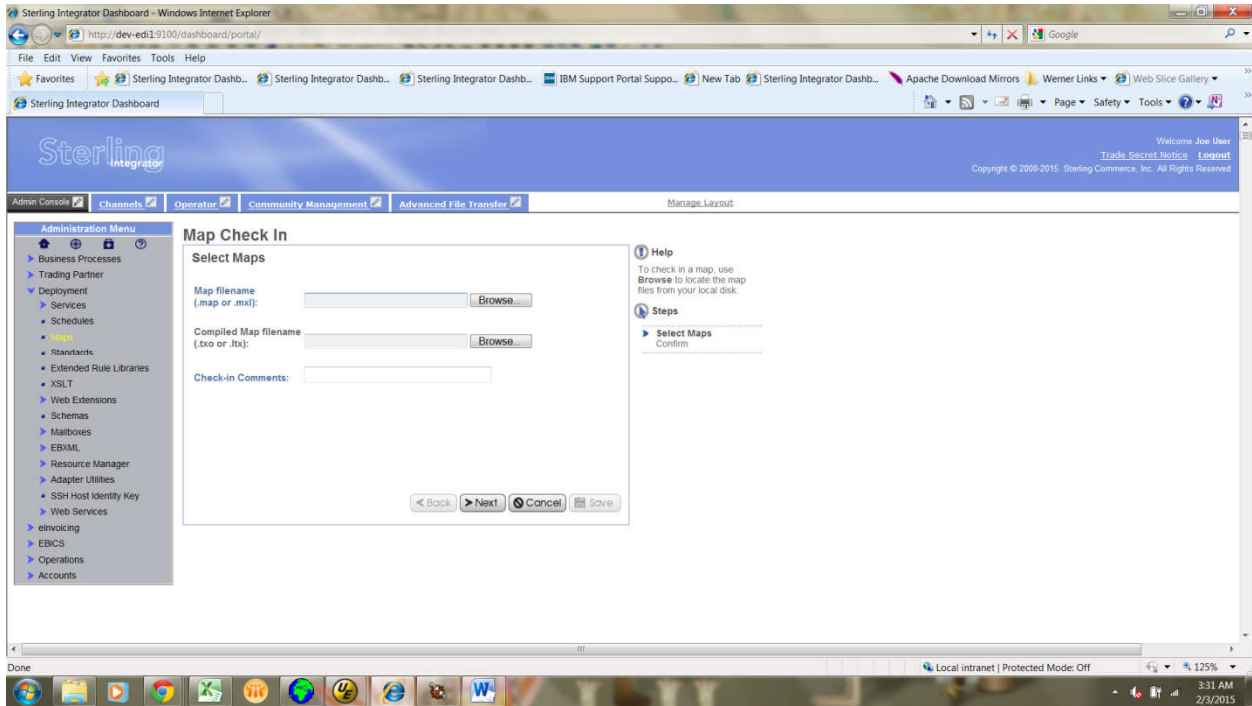 Sterling Integrator Dashboard - Windows Internet Explorer
http://dev-edi1:9100/dashboard/portal/
Google
File Edit View Favorites Tools Help
Favorites Sterling Integrator Dashb... Sterling Integrator Dashb... Sterling Integrator Dashb... IBM Support Portal Suppo... New Tab Sterling Integrator Dashb... Apache Download Mirrors Werner Links Web Slice Gallery
Sterling Integrator Dashboard
Page Safety Tools
Sterling
Integrator
Welcome Joe User
Trade Secret Notice Logout
Copyright © 2000-2015. Sterling Commerce, Inc. All Rights Reserved
Admin Console Channels Operator Community Management Advanced File Transfer Manage Layout
Administration Menu
Business Processes
Trading Partner
Deployment
Services
Schedules
Maps
Standards
Extended Rule Libraries
XSLT
Web Extensions
Schemas
Mailboxes
EBXML
Resource Manager
Adapter Utilities
SSH Host Identity Key
Web Services
eInvoicing
EBICS
Operations
Accounts
Map Check In
Select Maps
Map filename
(.map or .mxl):
Browse...
Compiled Map filename
(.txo or .ltx):
Browse...
Check-in Comments:
< Back > Next Cancel Save
Help
To check in a map, use
Browse to locate the map
files from your local disk.
Steps
Select Maps
Confirm
Done
Local intranet | Protected Mode: Off
125%
3:31 AM
2/3/2015